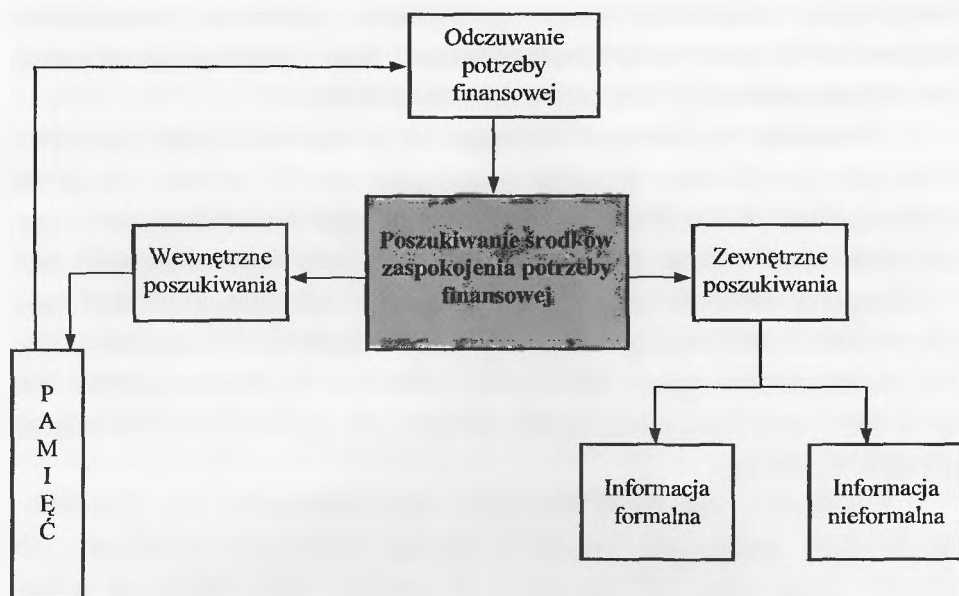 Odczuwanie
potrzeby
finansowej
Poszukiwanie środków
zaspokojenia potrzeby
finansowej
Wewnętrzne
poszukiwania
Zewnętrzne
poszukiwania
P
A
M
I
Ę
Ć
Informacja
formalna
Informacja
nieformalna